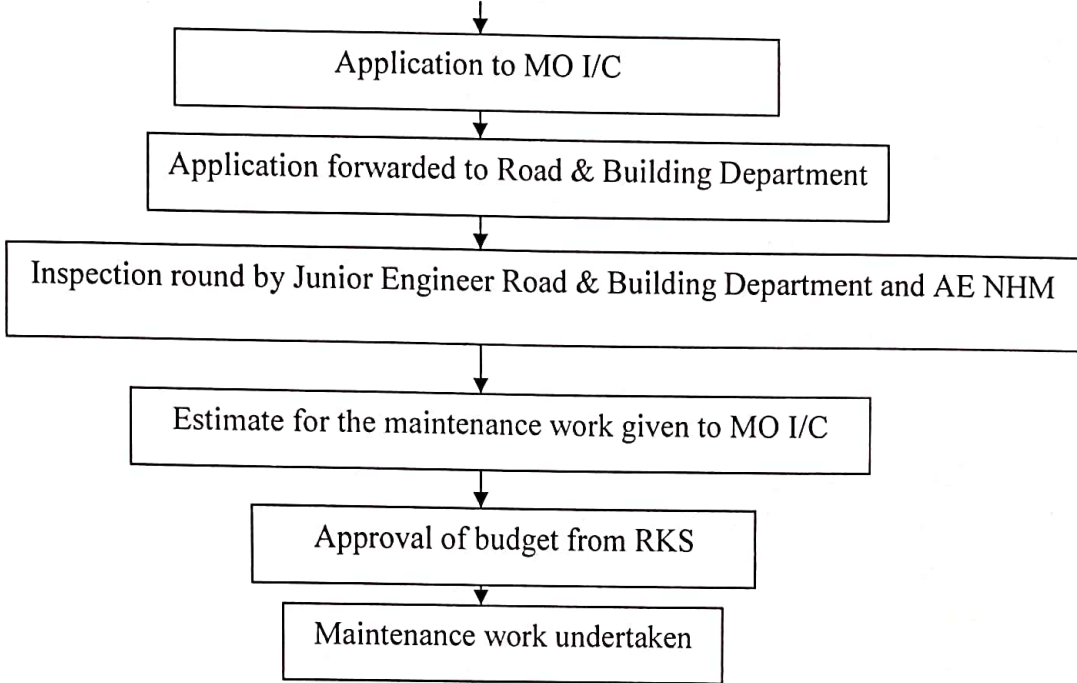 Application to MO I/C
Application forwarded to Road & Building Department
Inspection round by Junior Engineer Road & Building Department and AE NHM
Estimate for the maintenance work given to MO I/C
Approval of budget from RKS
Maintenance work undertaken